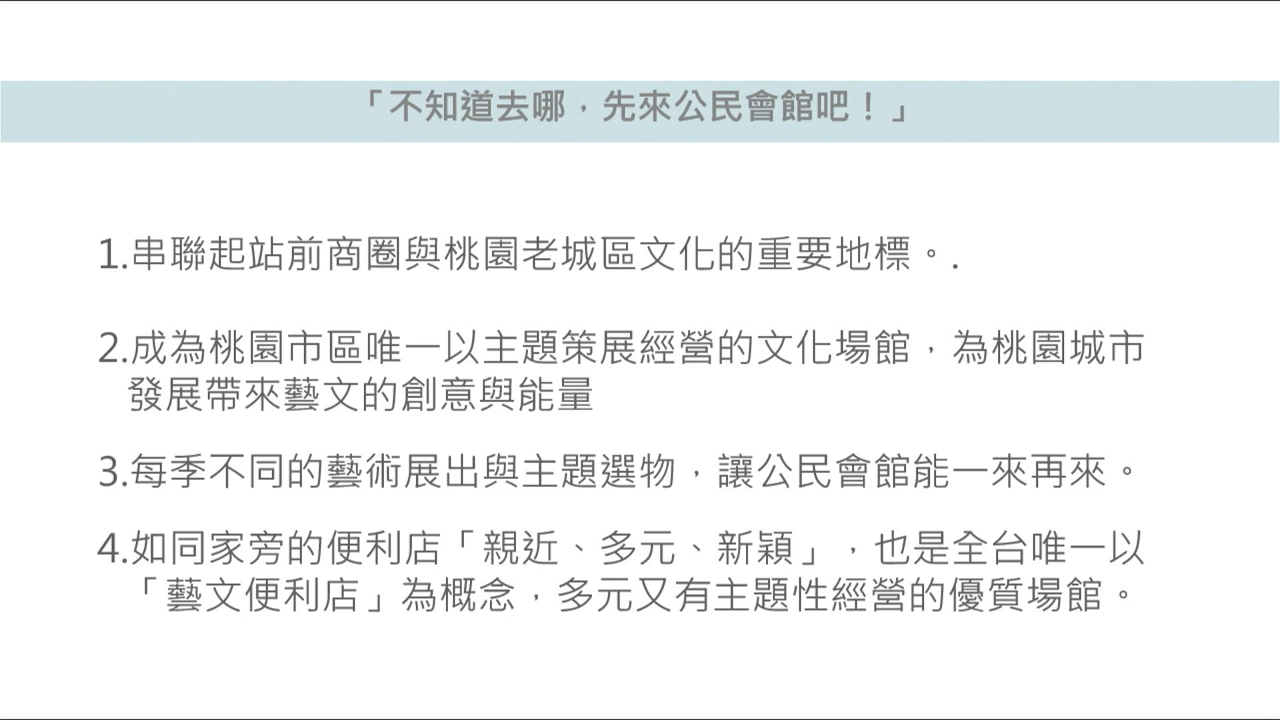 「不知道去哪，先來公民會館吧！」
1.串聯起站前商圈與桃園老城區文化的重要地標。.
2.成為桃園市區唯一以主題策展經營的文化場館，為桃園城市
發展帶來藝文的創意與能量
3.每季不同的藝術展出與主題選物，讓公民會館能一來再來。
4.如同家旁的便利店「親近、多元、新穎」，也是全台唯一以
「藝文便利店」為概念，多元又有主題性經營的優質場館。